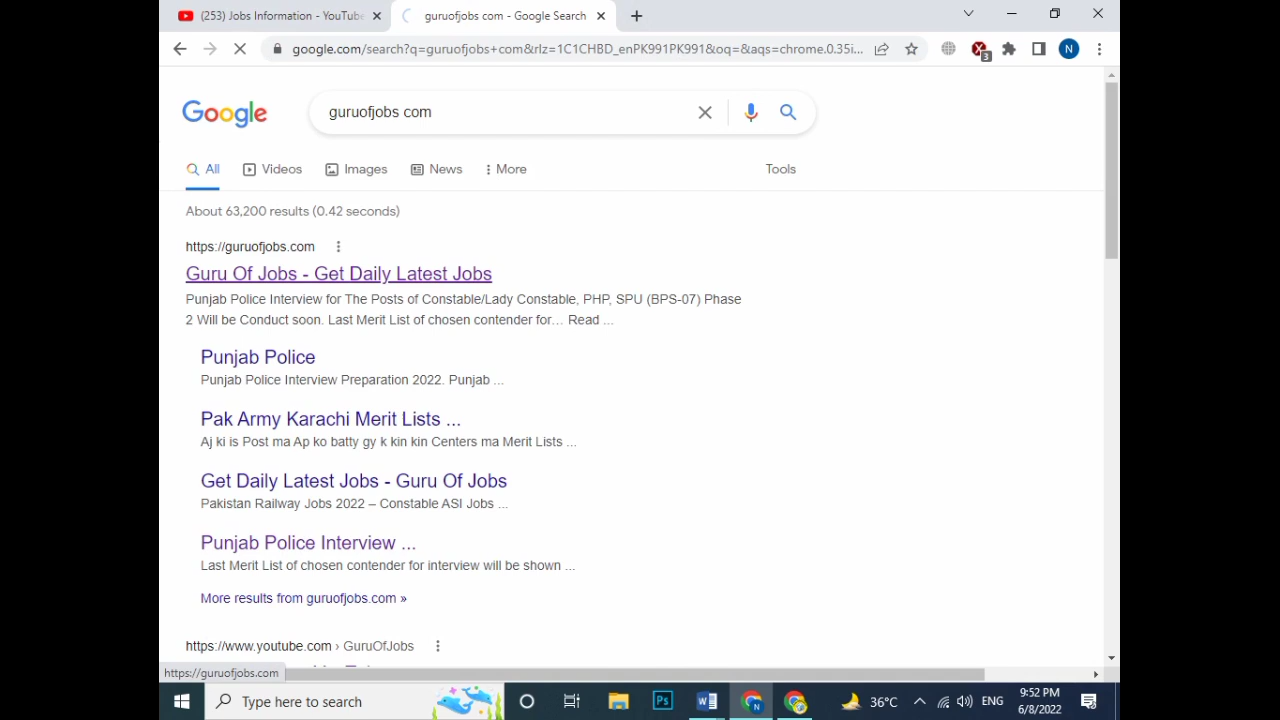 (253) Jobs Information - YouTube
guruofjobs com - Google Search
google.com/search?q=guruofjobs+com&rlz=1C1CHBD_enPK991PK991&oq=&aqs=chrome.0.35i...
3
N
Google
guruofjobs com
All
Videos
Images
News
More
Tools
About 63,200 results (0.42 seconds)
https://guruofjobs.com
Guru Of Jobs - Get Daily Latest Jobs
Punjab Police Interview for The Posts of Constable/Lady Constable, PHP, SPU (BPS-07) Phase
2 Will be Conduct soon. Last Merit List of chosen contender for... Read ...
Punjab Police
Punjab Police Interview Preparation 2022. Punjab ...
Pak Army Karachi Merit Lists ...
Aj ki is Post ma Ap ko batty gy k kin kin Centers ma Merit Lists ...
Get Daily Latest Jobs - Guru Of Jobs
Pakistan Railway Jobs 2022 – Constable ASI Jobs ...
Punjab Police Interview ...
Last Merit List of chosen contender for interview will be shown ...
More results from guruofjobs.com »
https://www.youtube.com › GuruOfJobs
https://guruofjobs.com
Type here to search
Ps
W
N
36°C
ENG
9:52 PM
6/8/2022